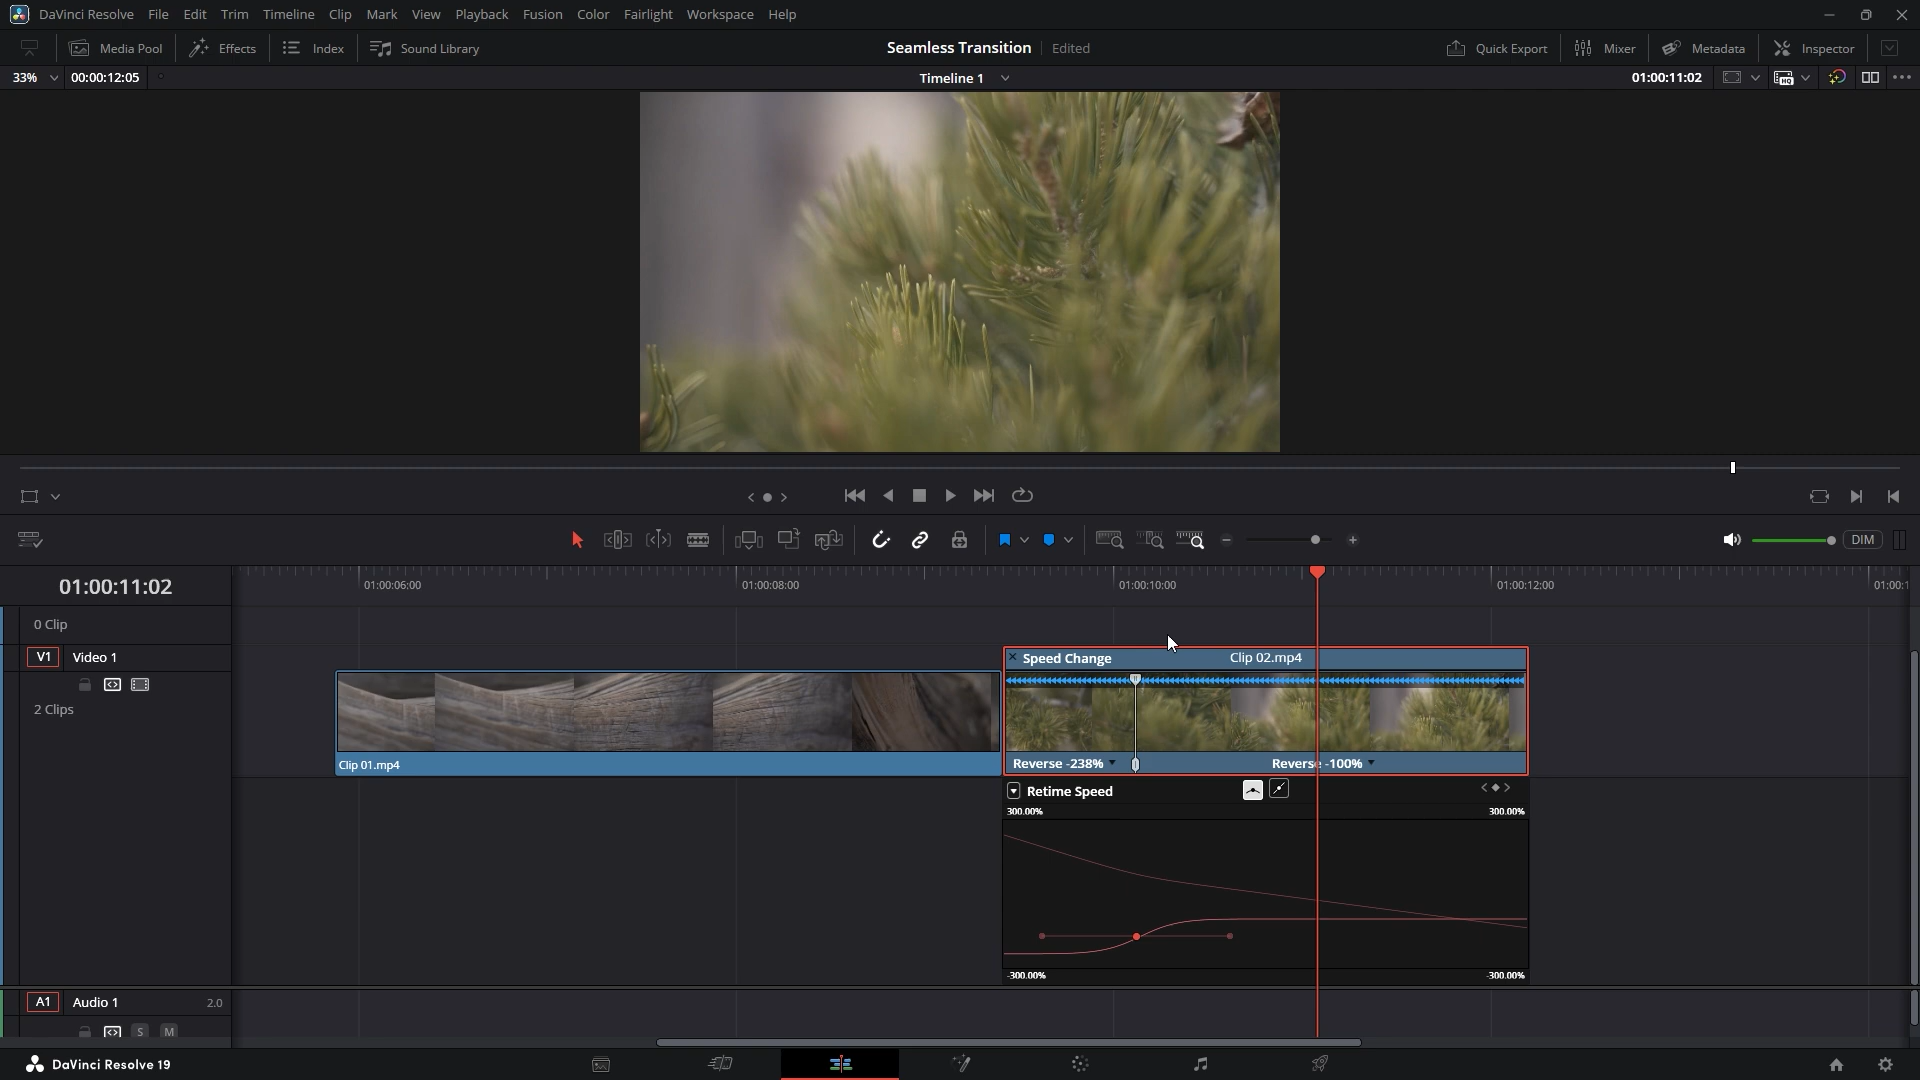 DaVinci Resolve File Edit Trim Timeline Clip Mark View Playback Fusion Color Fairlight Workspace Help
Media Pool Effects Index Sound Library Seamless Transition Edited Quick Export Mixer Metadata Inspector
33% 00:00:12:05 Timeline 1 01:00:11:02
DIM
01:00:11:02 01:00:06:00 01:00:08:00 01:00:10:00 01:00:12:00 01:00:1
0 Clip
V1 Video 1 Speed Change Clip 02.mp4
2 Clips
Clip 01.mp4 Reverse -238% Reverse -100%
Retime Speed
300.00% 300.00%
-300.00% -300.00%
A1 Audio 1 2.0
S M
DaVinci Resolve 19